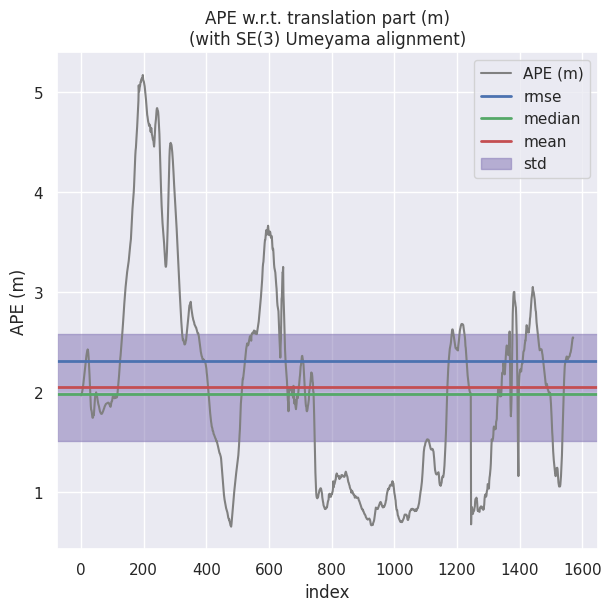 APE w.r.t. translation part (m)
(with SE(3) Umeyama alignment)
APE (m)
rmse
median
mean
std
APE (m)
5
4
3
2
1
0 200 400 600 800 1000 1200 1400 1600
index